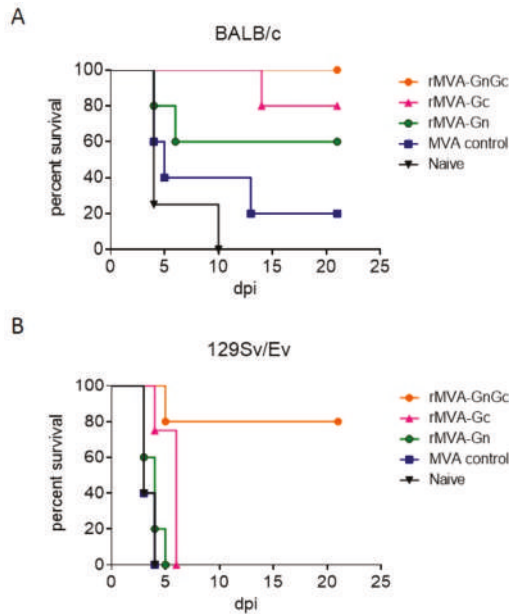 A
BALB/c
percent survival
100
80
60
40
20
0
0 5 10 15 20 25
dpi
rMVA-GnGc
rMVA-Gc
rMVA-Gn
MVA control
Naive
B
129Sv/Ev
percent survival
100
80
60
40
20
0
0 5 10 15 20 25
dpi
rMVA-GnGc
rMVA-Gc
rMVA-Gn
MVA control
Naive